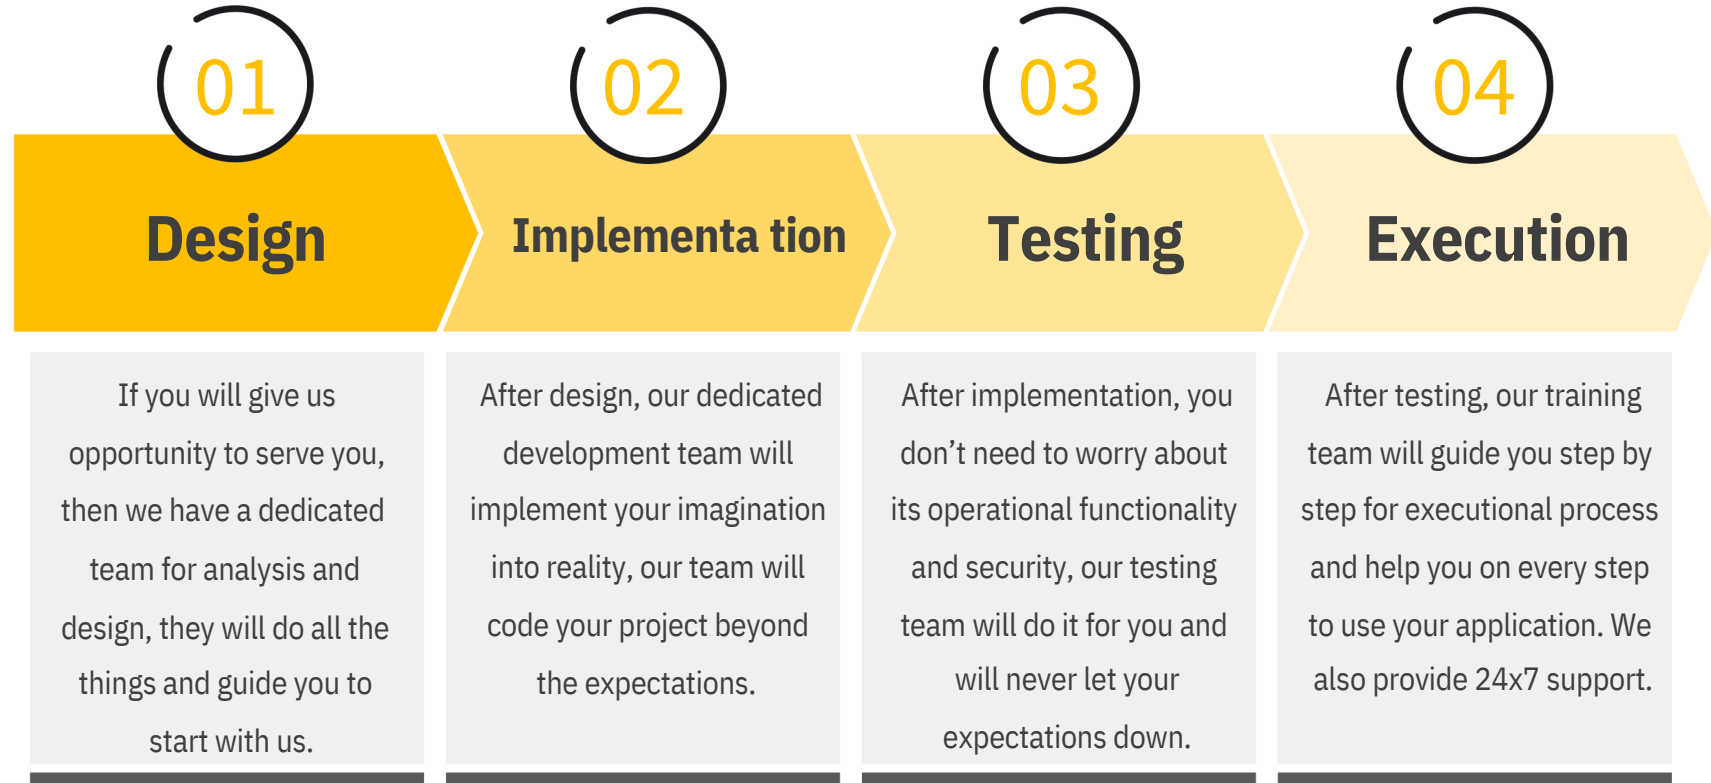 01
02
03
04
Design
Implementa tion
Testing
Execution
If you will give us
opportunity to serve you,
then we have a dedicated
team for analysis and
design, they will do all the
things and guide you to
start with us.
After design, our dedicated
development team will
implement your imagination
into reality, our team will
code your project beyond
the expectations.
After implementation, you
don’t need to worry about
its operational functionality
and security, our testing
team will do it for you and
will never let your
expectations down.
After testing, our training
team will guide you step by
step for executional process
and help you on every step
to use your application. We
also provide 24x7 support.